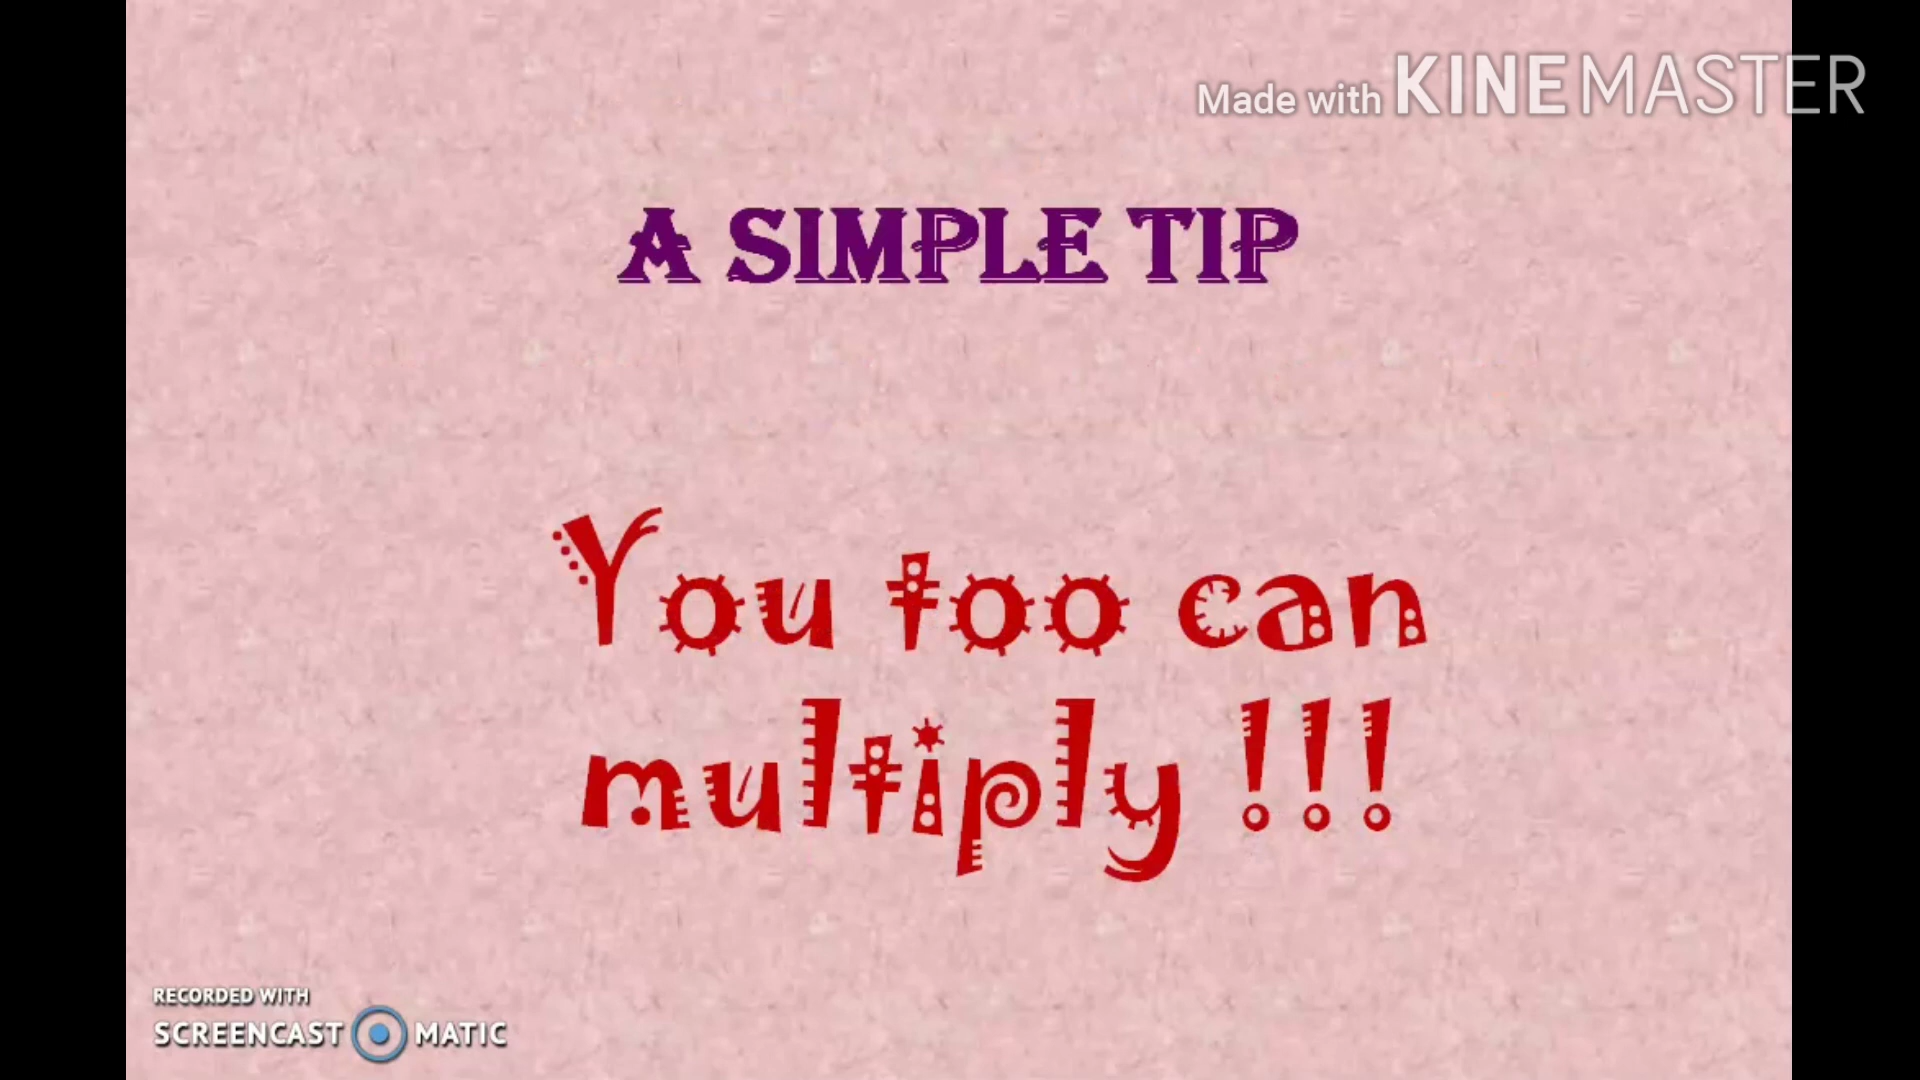 Made with KINEMASTER
A SIMPLE TIP
You too can
multiply !!!
RECORDED WITH
SCREENCAST MATIC